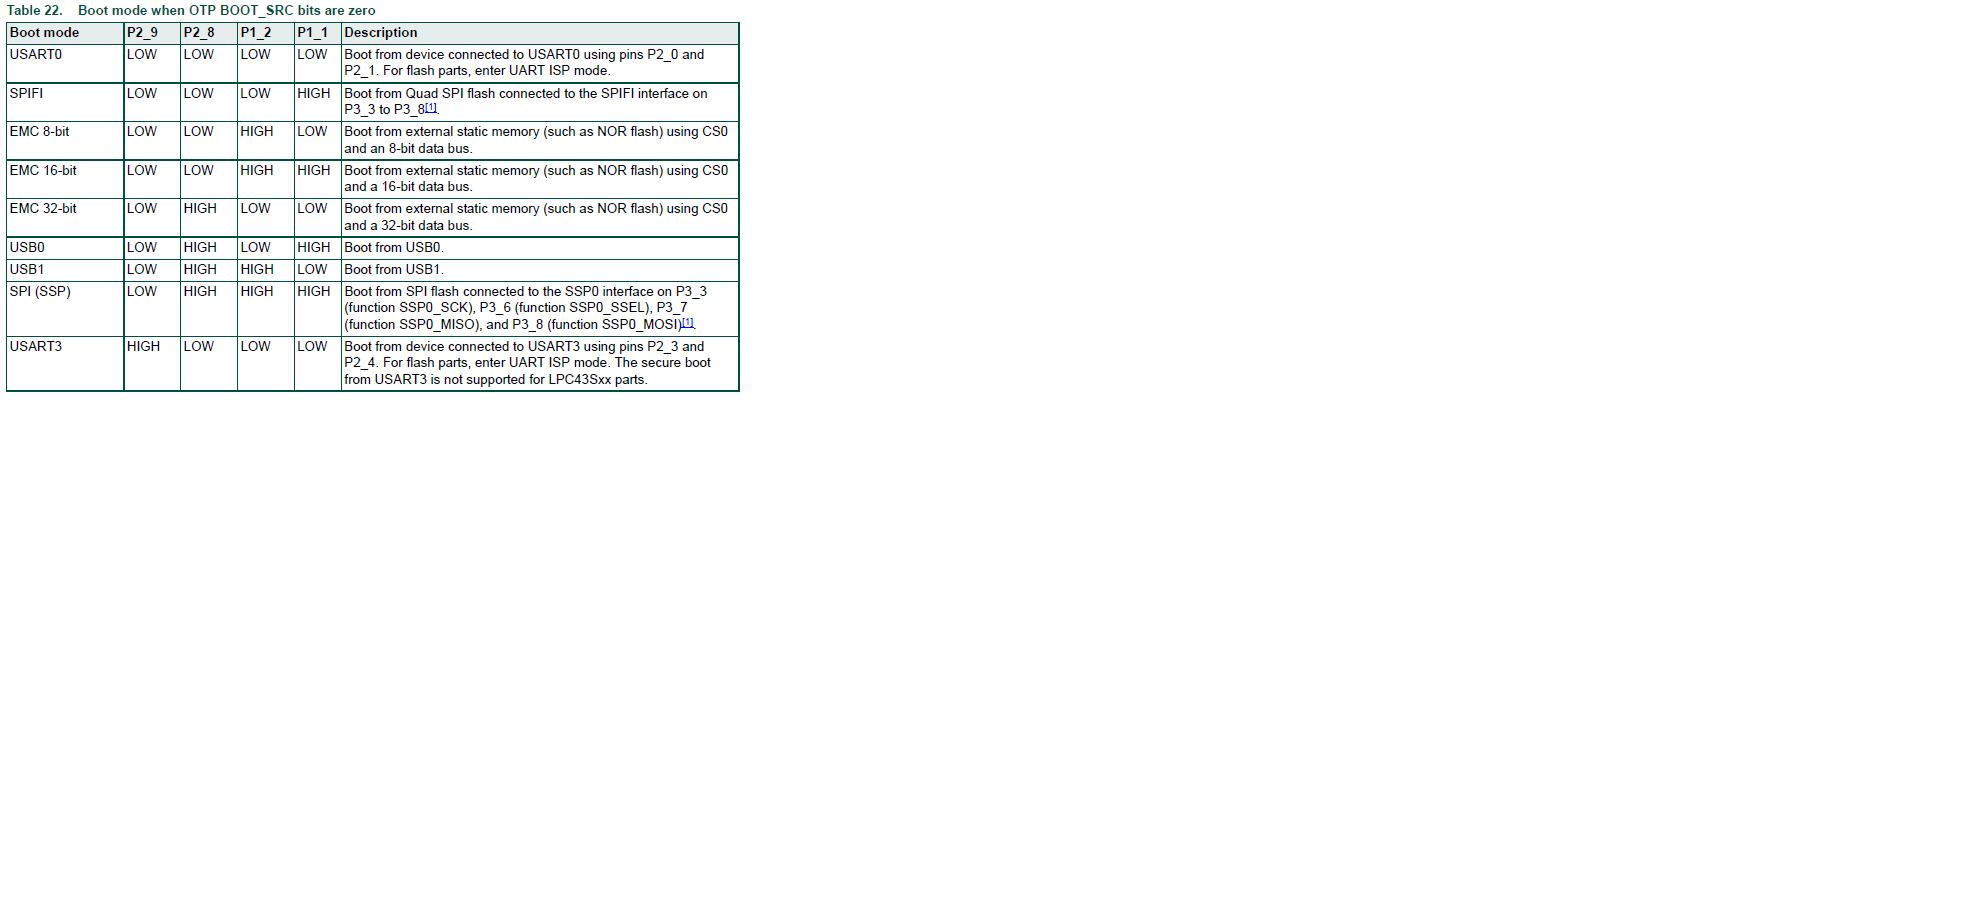 Table 22. Boot mode when OTP BOOT_SRC bits are zero
Boot mode P2_9 P2_8 P1_2 P1_1 Description
USART0 LOW LOW LOW LOW Boot from device connected to USART0 using pins P2_0 and
P2_1. For flash parts, enter UART ISP mode.
SPIFI LOW LOW LOW HIGH Boot from Quad SPI flash connected to the SPIFI interface on
P3_3 to P3_8[1].
EMC 8-bit LOW LOW HIGH LOW Boot from external static memory (such as NOR flash) using CS0
and an 8-bit data bus.
EMC 16-bit LOW LOW HIGH HIGH Boot from external static memory (such as NOR flash) using CS0
and a 16-bit data bus.
EMC 32-bit LOW HIGH LOW LOW Boot from external static memory (such as NOR flash) using CS0
and a 32-bit data bus.
USB0 LOW HIGH LOW HIGH Boot from USB0.
USB1 LOW HIGH HIGH LOW Boot from USB1.
SPI (SSP) LOW HIGH HIGH HIGH Boot from SPI flash connected to the SSP0 interface on P3_3
(function SSP0_SCK), P3_6 (function SSP0_SSEL), P3_7
(function SSP0_MISO), and P3_8 (function SSP0_MOSI)[1].
USART3 HIGH LOW LOW LOW Boot from device connected to USART3 using pins P2_3 and
P2_4. For flash parts, enter UART ISP mode. The secure boot
from USART3 is not supported for LPC43Sxx parts.